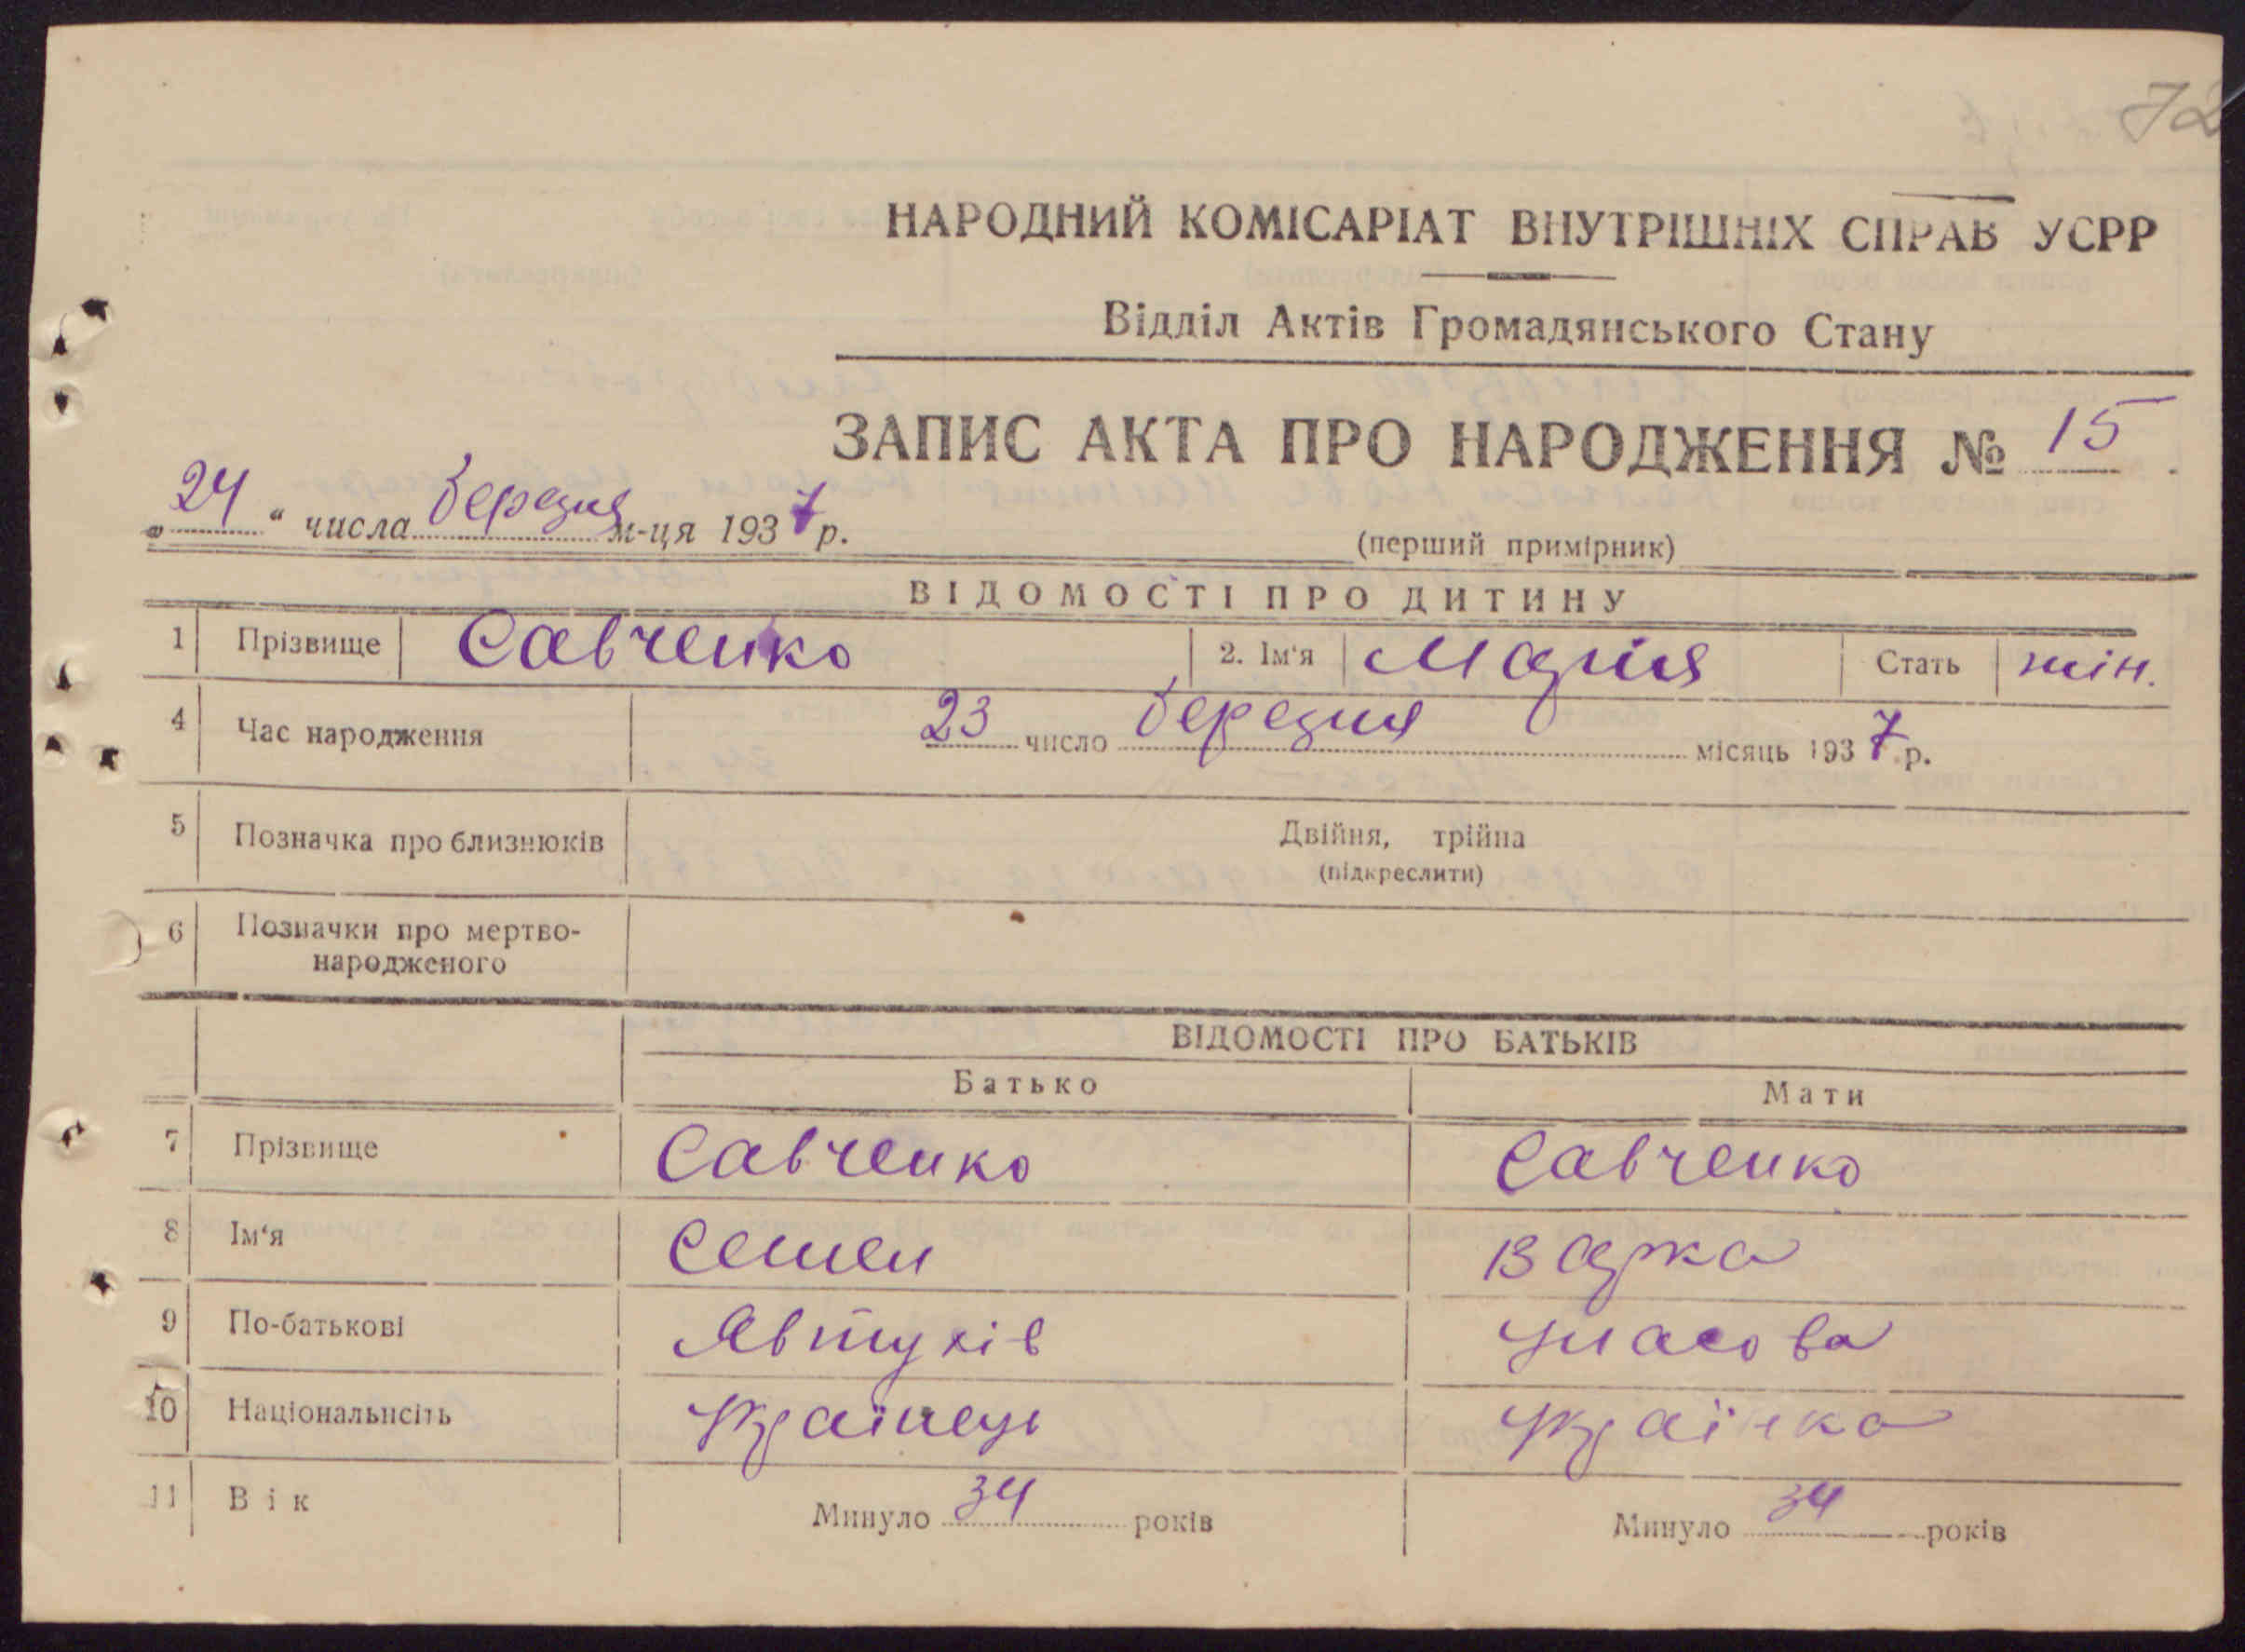 72
НАРОДНИЙ КОМІСАРІАТ ВНУТРІШНІХ СПРАВ УСРР
Відділ Актів Громадянського Стану
ЗАПИС АКТА ПРО НАРОДЖЕННЯ № 15
„24“ числа березня м-ця 1937 р.
(перший примірник)
ВІДОМОСТІ ПРО ДИТИНУ
1 Прізвище Савченко 2. Ім'я Марія Стать жін.
4 Час народження 23 число березня місяць 1937 р.
5 Позначка про близнюків Двійня, трійна
(підкреслити)
6 Позначки про мертво-
народженого
ВІДОМОСТІ ПРО БАТЬКІВ
Батько Мати
7 Прізвище Савченко Савченко
8 Ім'я Семен Варка
9 По-батькові Явтухів
10 Національність Українець Українка
11 Вік Минуло 34 років Минуло 34 років